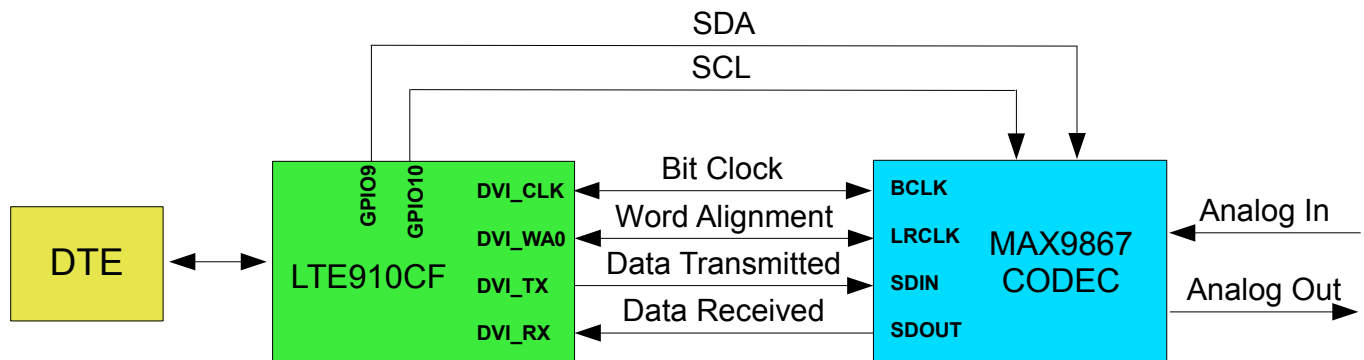 SDA
SCL
GPIO9
GPIO10
DVI_CLK
Bit Clock
BCLK
DVI_WA0
Word Alignment
LRCLK
Analog In
DTE
LTE910CF
DVI_TX
Data Transmitted
SDIN
MAX9867
CODEC
Analog Out
DVI_RX
Data Received
SDOUT